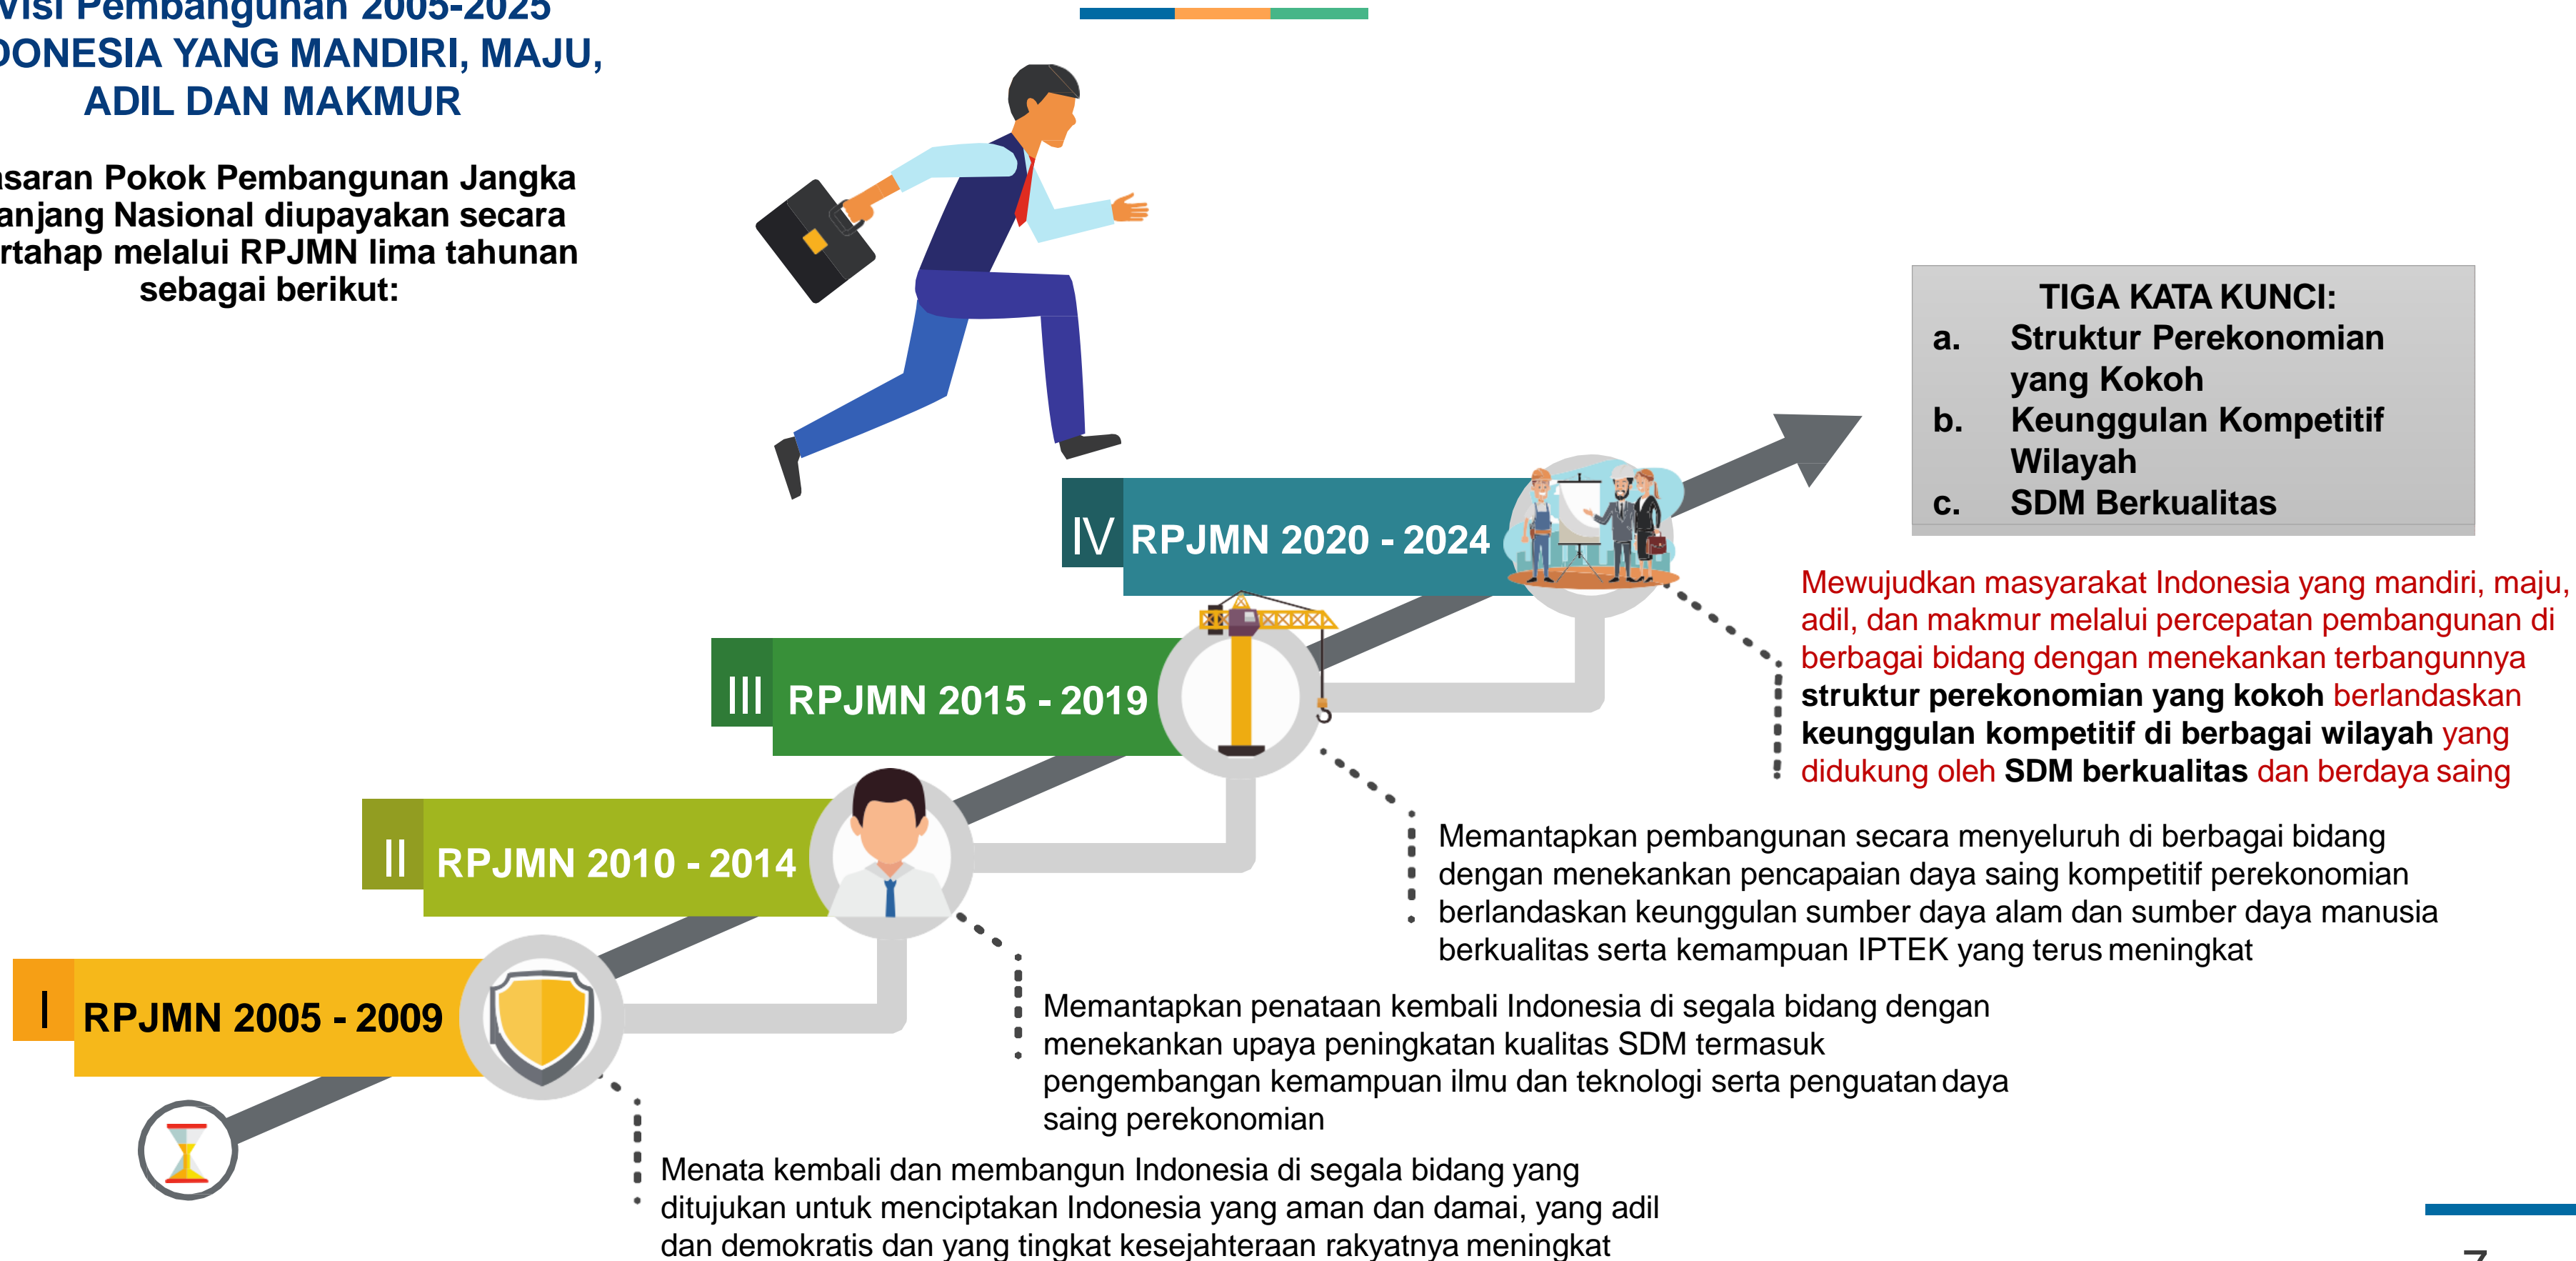 Visi Pembangunan 2005-2025
DONESIA YANG MANDIRI, MAJU,
ADIL DAN MAKMUR
asaran Pokok Pembangunan Jangka
anjang Nasional diupayakan secara
rtahap melalui RPJMN lima tahunan
sebagai berikut:
TIGA KATA KUNCI:
a. Struktur Perekonomian
yang Kokoh
b. Keunggulan Kompetitif
Wilayah
c. SDM Berkualitas
IV RPJMN 2020 - 2024
Mewujudkan masyarakat Indonesia yang mandiri, maju,
adil, dan makmur melalui percepatan pembangunan di
berbagai bidang dengan menekankan terbangunnya
struktur perekonomian yang kokoh berlandaskan
keunggulan kompetitif di berbagai wilayah yang
didukung oleh SDM berkualitas dan berdaya saing
III RPJMN 2015 - 2019
Memantapkan pembangunan secara menyeluruh di berbagai bidang
dengan menekankan pencapaian daya saing kompetitif perekonomian
berlandaskan keunggulan sumber daya alam dan sumber daya manusia
berkualitas serta kemampuan IPTEK yang terus meningkat
II RPJMN 2010 - 2014
Memantapkan penataan kembali Indonesia di segala bidang dengan
menekankan upaya peningkatan kualitas SDM termasuk
pengembangan kemampuan ilmu dan teknologi serta penguatan daya
saing perekonomian
I RPJMN 2005 - 2009
Menata kembali dan membangun Indonesia di segala bidang yang
ditujukan untuk menciptakan Indonesia yang aman dan damai, yang adil
dan demokratis dan yang tingkat kesejahteraan rakyatnya meningkat